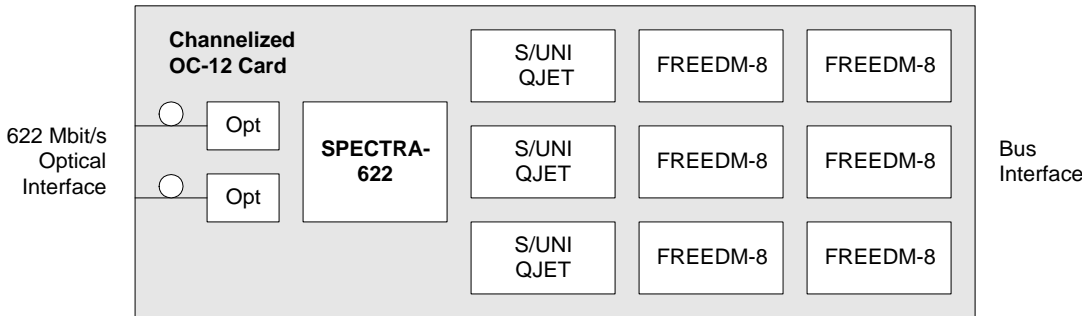 Channelized
OC-12 Card
622 Mbit/s
Optical
Interface
Opt
Opt
SPECTRA-
622
S/UNI
QJET
FREEDM-8
FREEDM-8
S/UNI
QJET
FREEDM-8
FREEDM-8
S/UNI
QJET
FREEDM-8
FREEDM-8
Bus
Interface